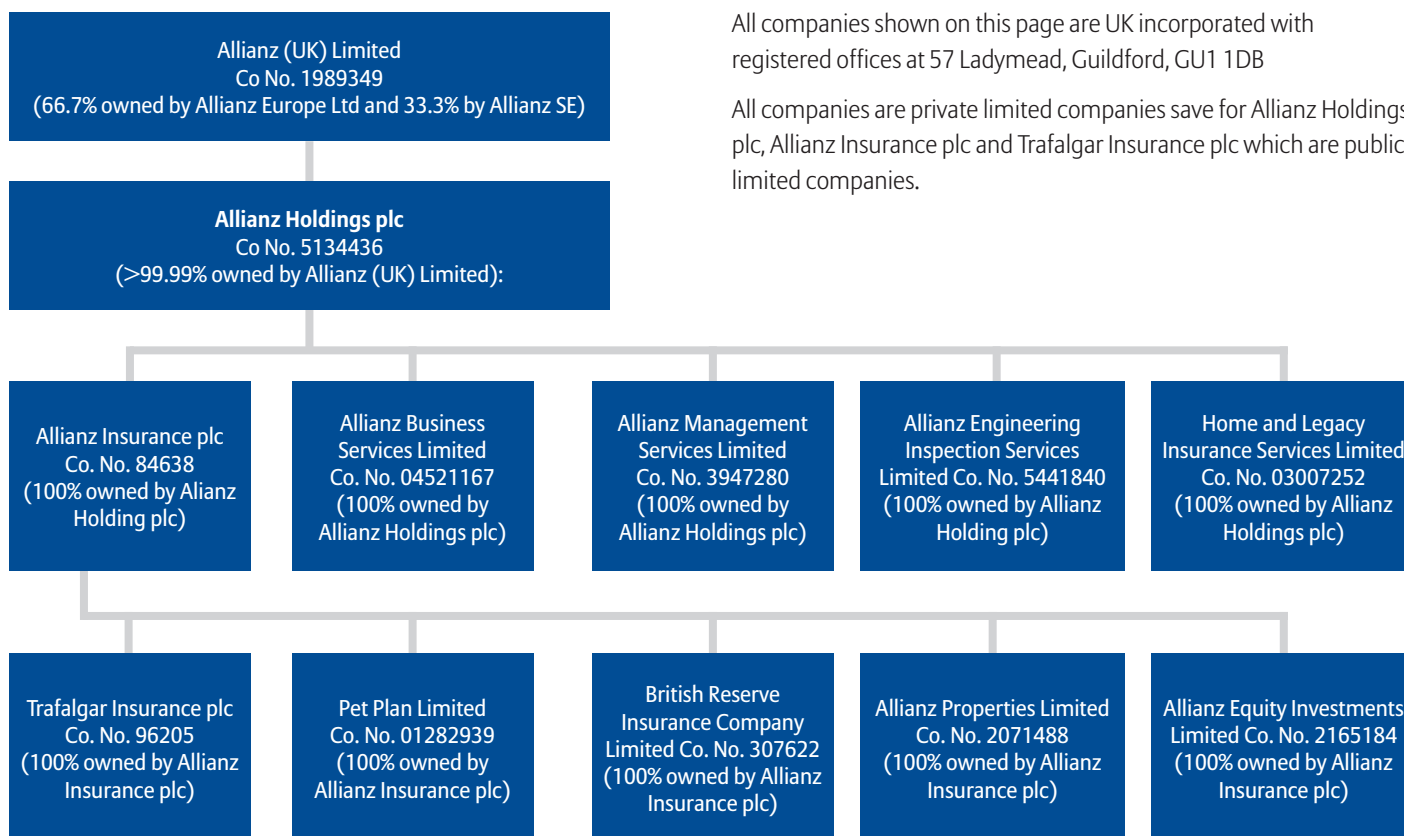 Allianz (UK) Limited
Co No. 1989349
(66.7% owned by Allianz Europe Ltd and 33.3% by Allianz SE)
All companies shown on this page are UK incorporated with
registered offices at 57 Ladymead, Guildford, GU1 1DB
All companies are private limited companies save for Allianz Holdings
plc, Allianz Insurance plc and Trafalgar Insurance plc which are public
limited companies.
Allianz Holdings plc
Co No. 5134436
(>99.99% owned by Allianz (UK) Limited):
Allianz Insurance plc
Co. No. 84638
(100% owned by Alianz
Holding plc)
Allianz Business
Services Limited
Co. No. 04521167
(100% owned by
Allianz Holdings plc)
Allianz Management
Services Limited
Co. No. 3947280
(100% owned by
Allianz Holdings plc)
Allianz Engineering
Inspection Services
Limited Co. No. 5441840
(100% owned by Allianz
Holding plc)
Home and Legacy
Insurance Services Limited
Co. No. 03007252
(100% owned by Allianz
Holdings plc)
Trafalgar Insurance plc
Co. No. 96205
(100% owned by Allianz
Insurance plc)
Pet Plan Limited
Co. No. 01282939
(100% owned by
Allianz Insurance plc)
British Reserve
Insurance Company
Limited Co. No. 307622
(100% owned by Allianz
Insurance plc)
Allianz Properties Limited
Co. No. 2071488
(100% owned by Allianz
Insurance plc)
Allianz Equity Investments
Limited Co. No. 2165184
(100% owned by Allianz
Insurance plc)